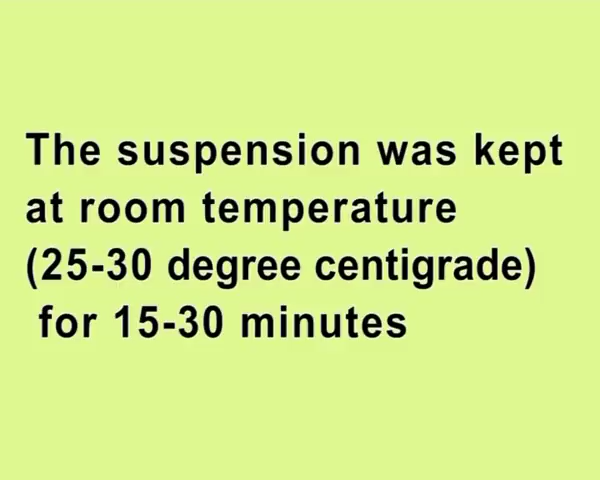 The suspension was kept
at room temperature
(25-30 degree centigrade)
for 15-30 minutes